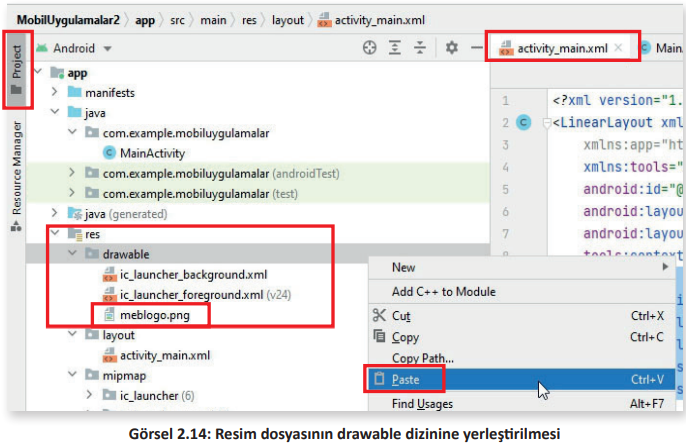 MobilUygulamalar2 〉 app 〉 src 〉 main 〉 res 〉 layout 〉 activity_main.xml
Project
Resource Manager
Android
activity_main.xml
Main
app
manifests
java
com.example.mobiluygulamalar
MainActivity
com.example.mobiluygulamalar (androidTest)
com.example.mobiluygulamalar (test)
java (generated)
res
drawable
ic_launcher_background.xml
ic_launcher_foreground.xml (v24)
meblogo.png
layout
activity_main.xml
mipmap
ic_launcher (6)
1 <?xml version="1.
2 <LinearLayout xml
3 xmlns:app="ht
4 xmlns:tools="
5 android:id="@
6 android:layou
7 android:layou
8 tools:context
New
Add C++ to Module
Cut Ctrl+X
Copy Ctrl+C
Copy Path...
Paste Ctrl+V
Find Usages Alt+F7
Görsel 2.14: Resim dosyasının drawable dizinine yerleştirilmesi